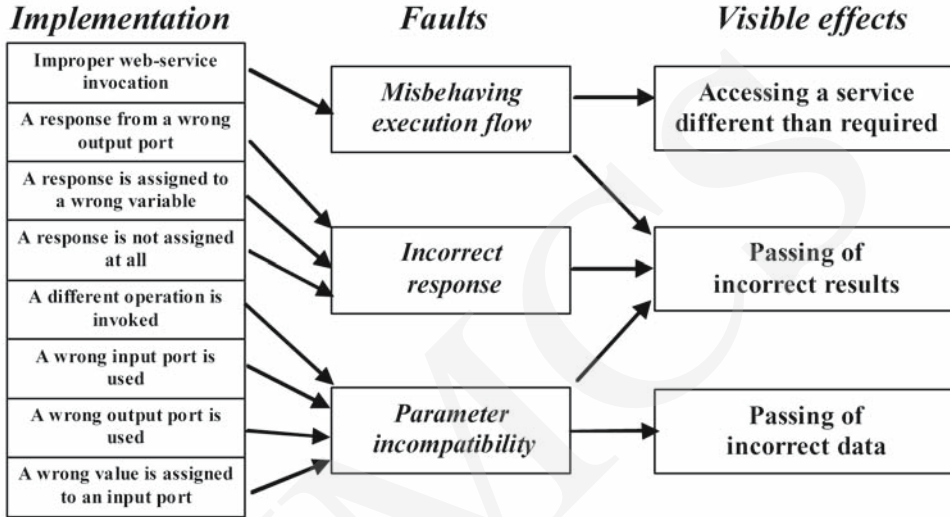 Implementation
Faults
Visible effects
Improper web-service
invocation
A response from a wrong
output port
A response is assigned to
a wrong variable
A response is not assigned
at all
A different operation is
invoked
A wrong input port is
used
A wrong output port is
used
A wrong value is assigned
to an input port
Misbehaving
execution flow
Incorrect
response
Parameter
incompatibility
Accessing a service
different than required
Passing of
incorrect results
Passing of
incorrect data